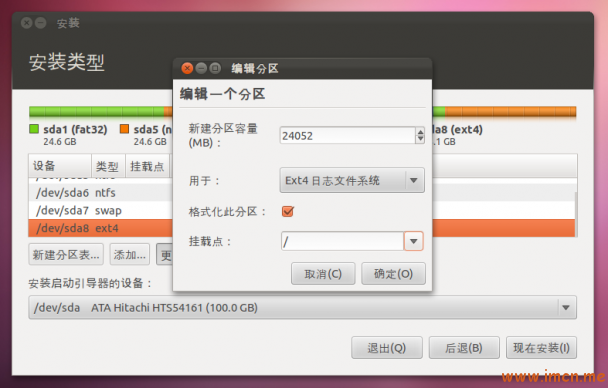 安装
安装类型
编辑分区
编辑一个分区
sda1 (fat32)
sda5 (n
da8 (ext4)
24.6 GB
24.6 GB
.1 GB
新建分区容量
(MB)：
24052
设备
类型
挂载点
用于：
Ext4 日志文件系统
/dev/sda6 ntfs
/dev/sda7 swap
/dev/sda8 ext4
格式化此分区：
挂载点：
/
新建分区表...
添加...
更
取消(C)
确定(O)
安装启动引导器的设备：
/dev/sda ATA Hitachi HTS54161 (100.0 GB)
退出(Q)
后退(B)
现在安装(I)
www.imcn.me